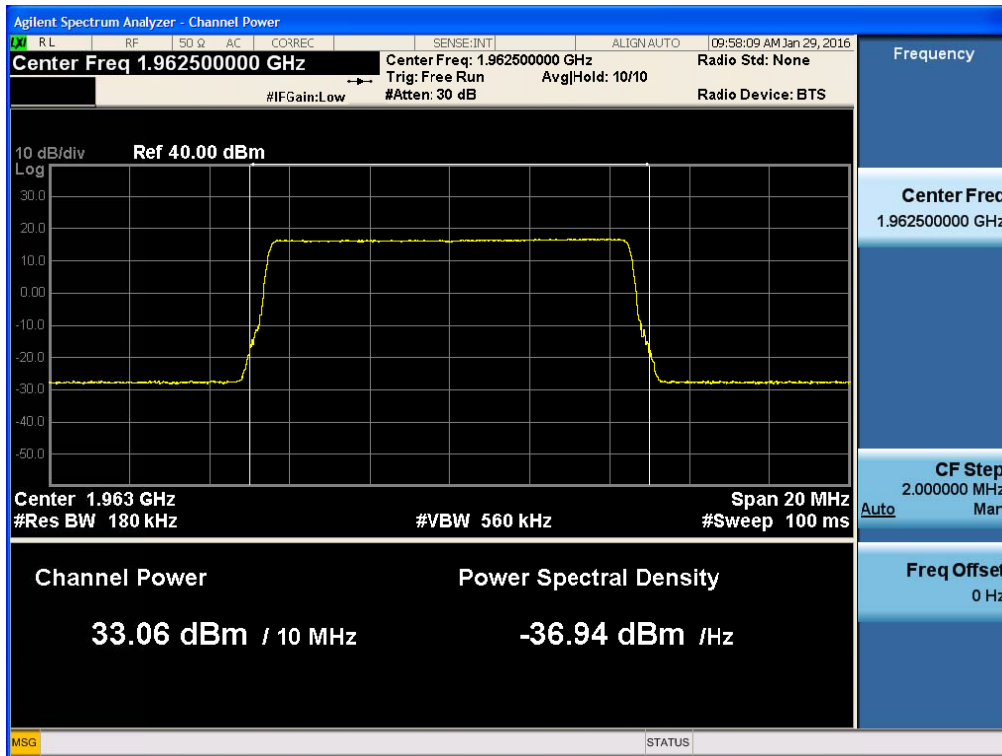 Agilent Spectrum Analyzer - Channel Power
LXI RL RF 50 Ω AC CORREC SENSE:INT ALIGN AUTO 09:58:09 AM Jan 29, 2016
Center Freq 1.962500000 GHz
Center Freq: 1.962500000 GHz
Radio Std: None
Trig: Free Run Avg|Hold: 10/10
#IFGain:Low
#Atten: 30 dB
Radio Device: BTS
Frequency
10 dB/div Ref 40.00 dBm
Log
30.0
20.0
10.0
0.00
-10.0
-20.0
-30.0
-40.0
-50.0
Center 1.963 GHz Span 20 MHz
#Res BW 180 kHz #VBW 560 kHz #Sweep 100 ms
Channel Power Power Spectral Density
33.06 dBm / 10 MHz -36.94 dBm /Hz
Center Freq
1.962500000 GHz
CF Step
2.000000 MHz
Auto Man
Freq Offset
0 Hz
MSG STATUS